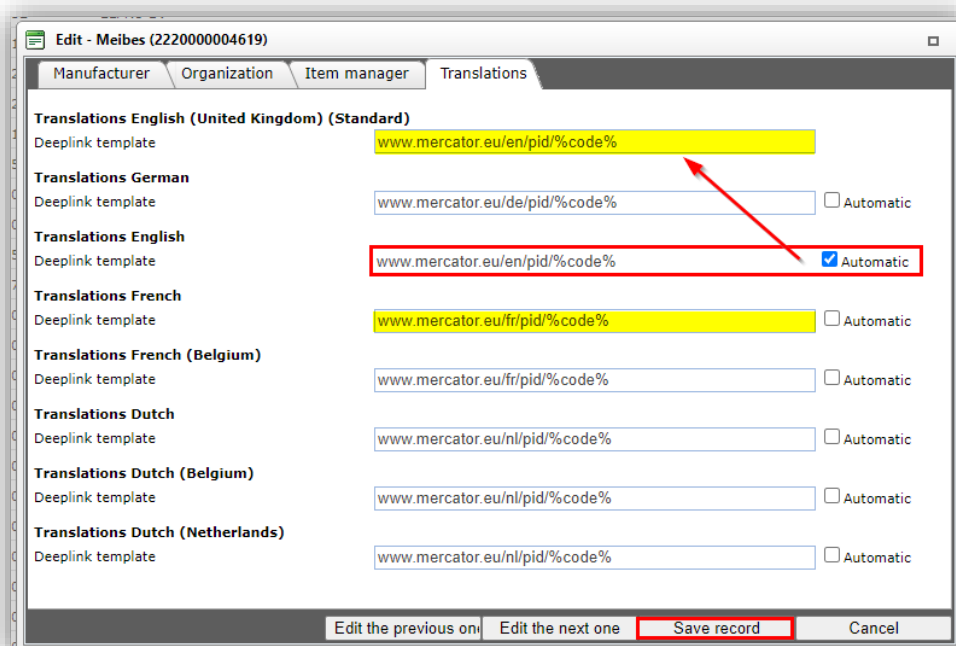 Edit - Meibes (2220000004619)
Manufacturer Organization Item manager Translations
Translations English (United Kingdom) (Standard)
Deeplink template www.mercator.eu/en/pid/%code%
Translations German
Deeplink template www.mercator.eu/de/pid/%code% Automatic
Translations English
Deeplink template www.mercator.eu/en/pid/%code% Automatic
Translations French
Deeplink template www.mercator.eu/fr/pid/%code% Automatic
Translations French (Belgium)
Deeplink template www.mercator.eu/fr/pid/%code% Automatic
Translations Dutch
Deeplink template www.mercator.eu/nl/pid/%code% Automatic
Translations Dutch (Belgium)
Deeplink template www.mercator.eu/nl/pid/%code% Automatic
Translations Dutch (Netherlands)
Deeplink template www.mercator.eu/nl/pid/%code% Automatic
Edit the previous on Edit the next one Save record Cancel